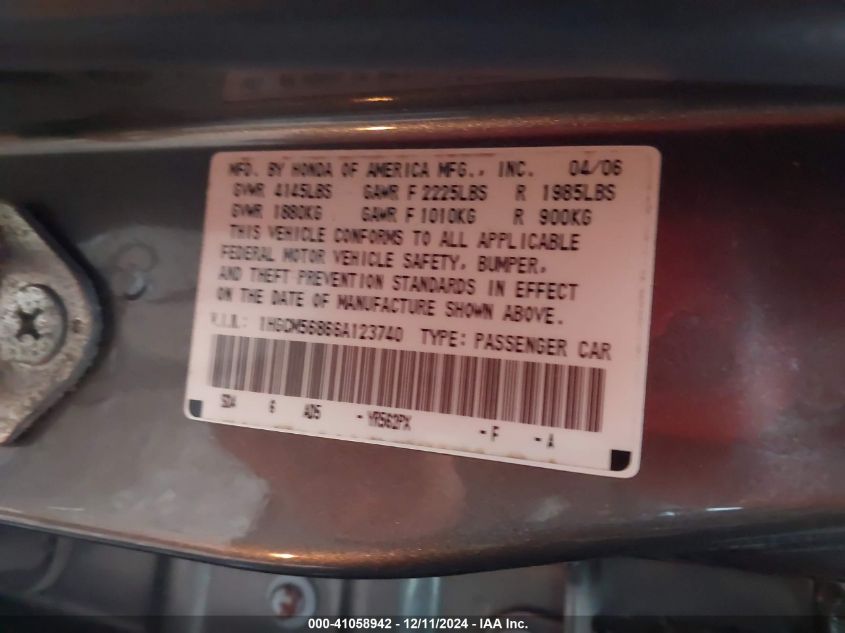 MFD. BY HONDA OF AMERICA MFG., INC. 04/06
GVWR 4145LBS GAWR F 2225LBS R 1985LBS
GVWR 1880KG GAWR F 1010KG R 900KG
THIS VEHICLE CONFORMS TO ALL APPLICABLE
FEDERAL MOTOR VEHICLE SAFETY, BUMPER,
AND THEFT PREVENTION STANDARDS IN EFFECT
ON THE DATE OF MANUFACTURE SHOWN ABOVE.
V.I.N.: 1HGCM56866A123740 TYPE: PASSENGER CAR
SDA 6 AD5 - YR562PX - F - A
000-41058942 - 12/11/2024 - IAA Inc.